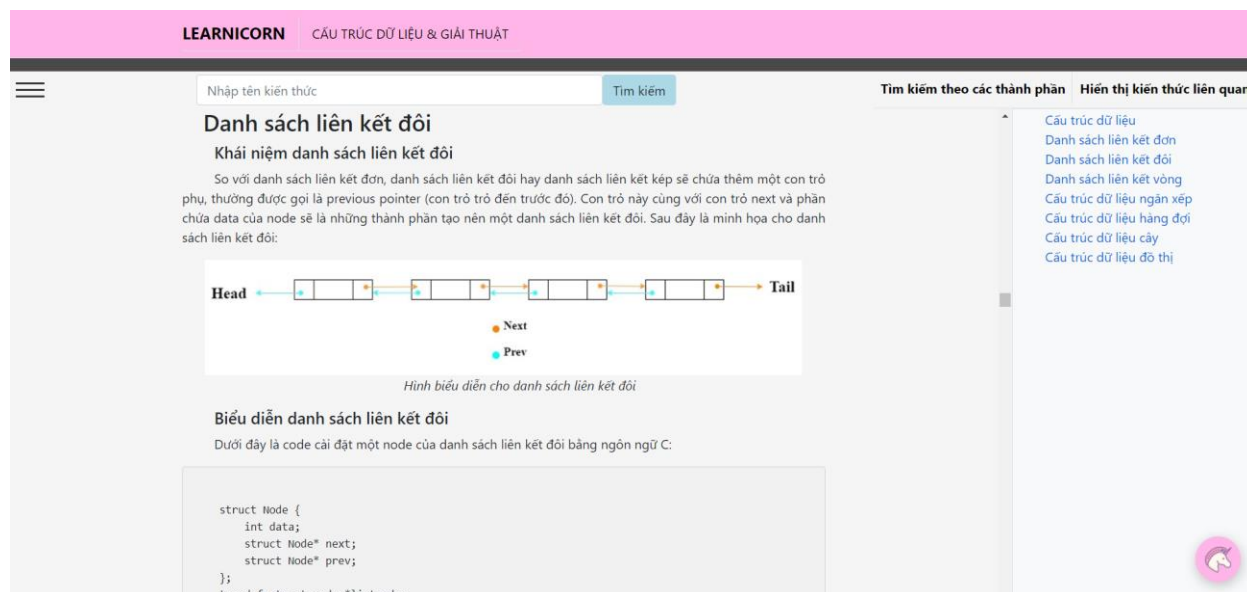 LEARNICORN CẤU TRÚC DỮ LIỆU & GIẢI THUẬT
Nhập tên kiến thức
Tìm kiếm
Tìm kiếm theo các thành phần
Hiển thị kiến thức liên quan
Danh sách liên kết đôi
Khái niệm danh sách liên kết đôi
So với danh sách liên kết đơn, danh sách liên kết đôi hay danh sách liên kết kép sẽ chứa thêm một con trỏ
phụ, thường được gọi là previous pointer (con trỏ trỏ đến trước đó). Con trỏ này cùng với con trỏ next và phần
chứa data của node sẽ là những thành phần tạo nên một danh sách liên kết đôi. Sau đây là minh họa cho danh
sách liên kết đôi:
Head
Tail
Next
Prev
Hình biểu diễn cho danh sách liên kết đôi
Biểu diễn danh sách liên kết đôi
Dưới đây là code cài đặt một node của danh sách liên kết đôi bằng ngôn ngữ C:
struct Node {
int data;
struct Node* next;
struct Node* prev;
};
Cấu trúc dữ liệu
Danh sách liên kết đơn
Danh sách liên kết đôi
Danh sách liên kết vòng
Cấu trúc dữ liệu ngăn xếp
Cấu trúc dữ liệu hàng đợi
Cấu trúc dữ liệu cây
Cấu trúc dữ liệu đồ thị